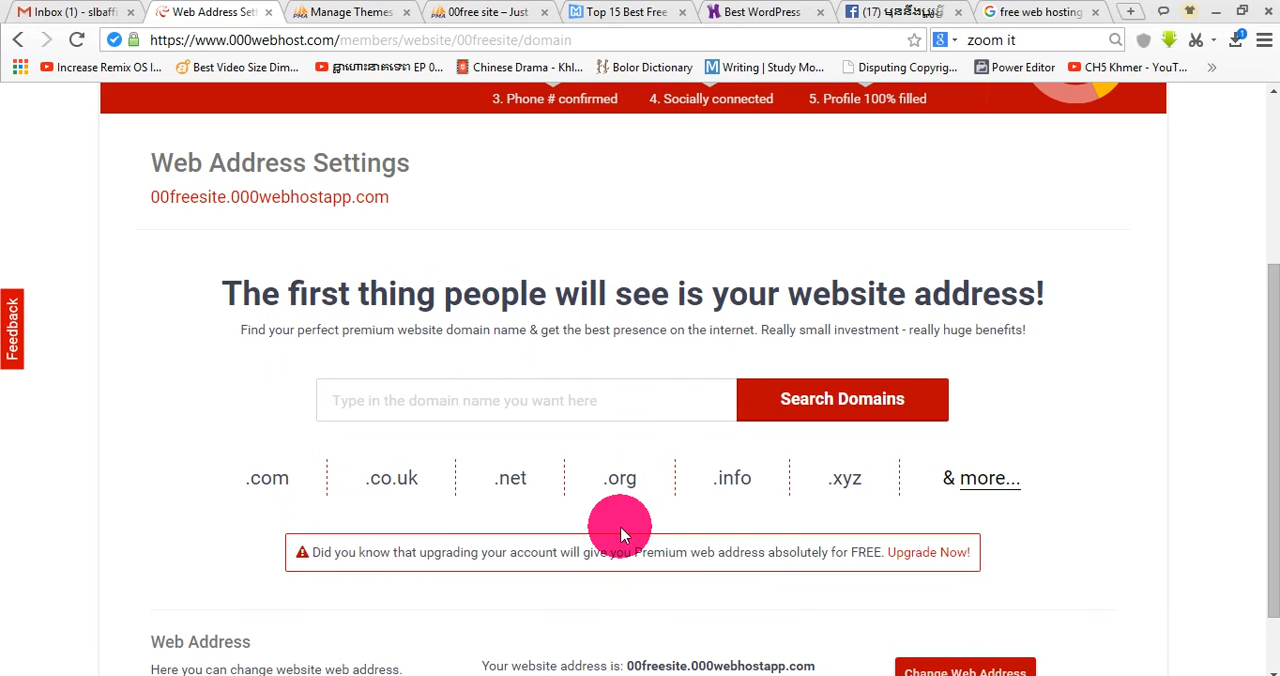 Inbox (1) - slbaffi
Web Address Set
Manage Themes
00free site – Just
Top 15 Best Free
Best WordPress
free web hosting
https://www.000webhost.com/members/website/00freesite/domain
zoom it
Increase Remix OS I...
Best Video Size Dim...
EP 0...
Chinese Drama - Khl...
Bolor Dictionary
Writing | Study Mo...
Disputing Copyrig...
Power Editor
CH5 Khmer - YouT...
3. Phone # confirmed
4. Socially connected
5. Profile 100% filled
Web Address Settings
00freesite.000webhostapp.com
Feedback
The first thing people will see is your website address!
Find your perfect premium website domain name & get the best presence on the internet. Really small investment - really huge benefits!
Type in the domain name you want here
Search Domains
.com
.co.uk
.net
.org
.info
.xyz
& more...
Did you know that upgrading your account will give you Premium web address absolutely for FREE. Upgrade Now!
Web Address
Here you can change website web address.
Your website address is: 00freesite.000webhostapp.com
Change Web Address